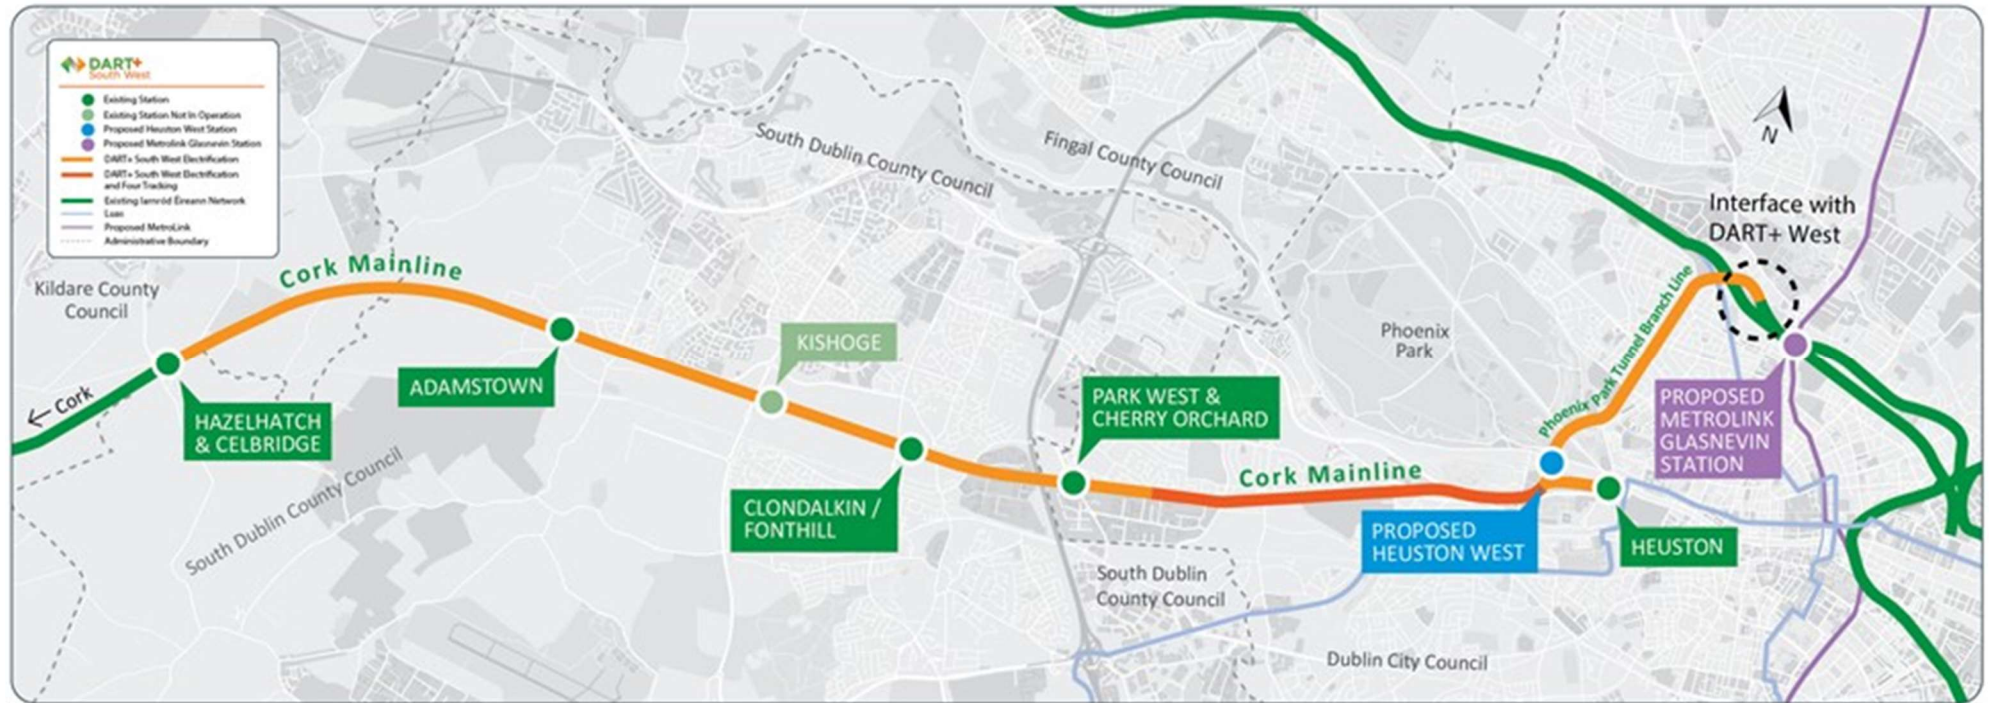 DART+
South West
Existing Station
Existing Station Not In Operation
Proposed Heuston West Station
Proposed Metrolink Glasnevin Station
DART+ South West Electrification
DART+ South West Electrification
and Four Tracking
Existing Iarnród Éireann Network
Luas
Proposed MetroLink
Administrative Boundary
Kildare County
Council
Cork Mainline
← Cork
HAZELHATCH
& CELBRIDGE
South Dublin County Council
ADAMSTOWN
KISHOGE
CLONDALKIN /
FONTHILL
South Dublin County Council
Fingal County Council
PARK WEST &
CHERRY ORCHARD
Cork Mainline
South Dublin
County Council
Dublin City Council
Phoenix
Park
PROPOSED
HEUSTON WEST
HEUSTON
Phoenix Park Tunnel Branch Line
Interface with
DART+ West
PROPOSED
METROLINK
GLASNEVIN
STATION
N